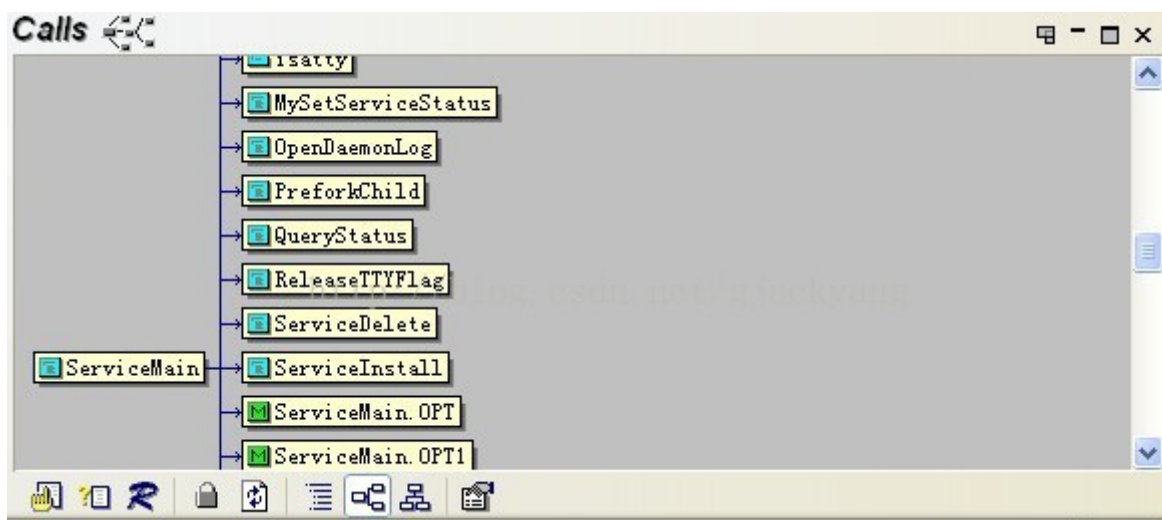 Calls
isatty
MySetServiceStatus
OpenDaemonLog
PreforkChild
QueryStatus
ReleaseTTYFlag
ServiceDelete
ServiceMain
ServiceInstall
ServiceMain.OPT
ServiceMain.OPT1